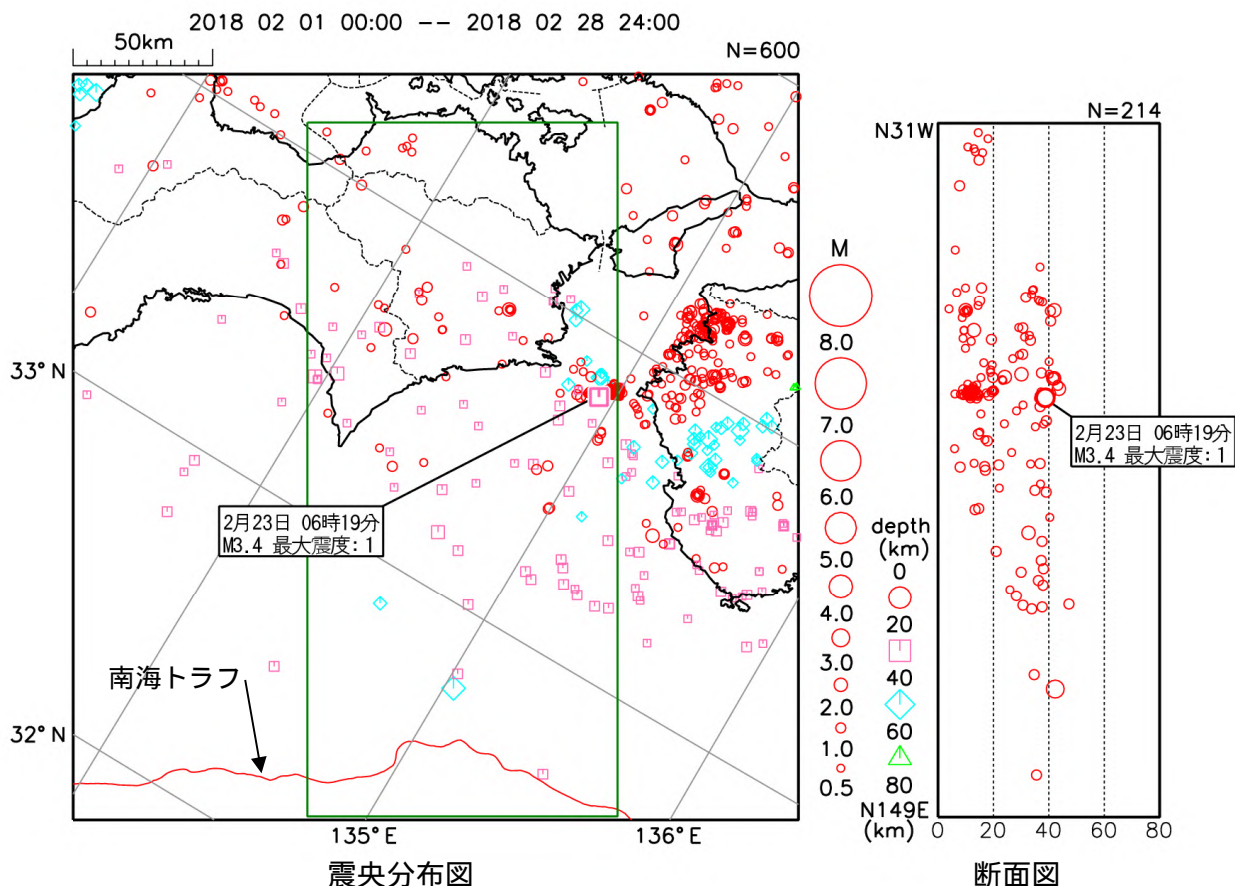 2018 02 01 00:00 -- 2018 02 28 24:00
50km
N=600
N=214
N31W
M
8.0
7.0
6.0
5.0
4.0
3.0
2.0
1.0
0.5
depth
(km)
0
20
40
60
80
33°N
32°N
135°E
136°E
2月23日 06時19分
M3.4 最大震度:1
2月23日 06時19分
M3.4 最大震度:1
南海トラフ
N149E
(km)
0 20 40 60 80
震央分布図
断面図